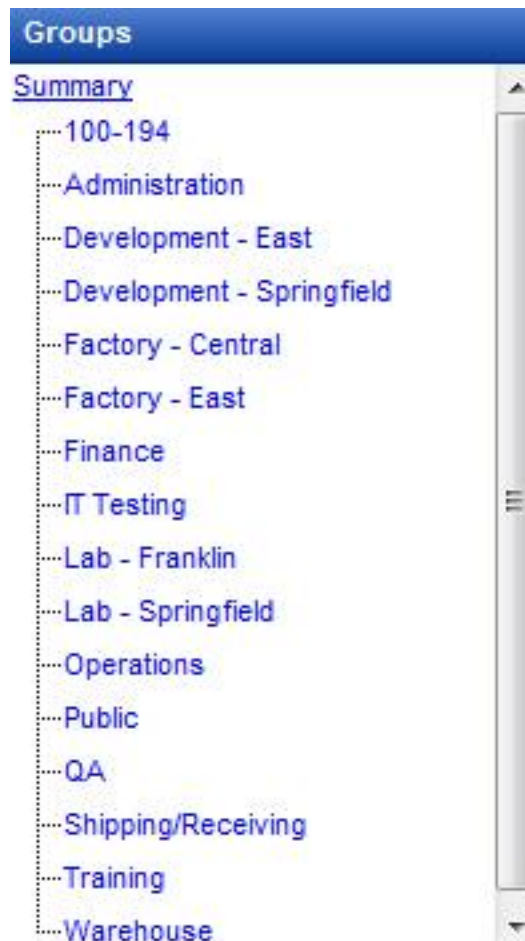 Groups
Summary
100-194
Administration
Development - East
Development - Springfield
Factory - Central
Factory - East
Finance
IT Testing
Lab - Franklin
Lab - Springfield
Operations
Public
QA
Shipping/Receiving
Training
Warehouse